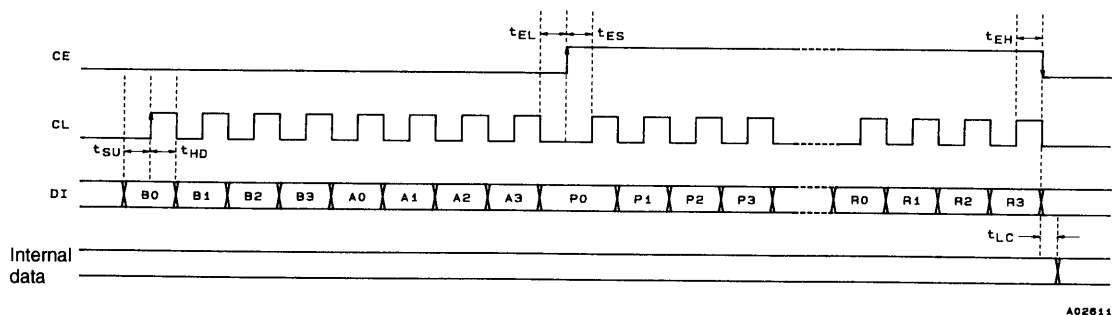 tEL tES tEH
CE
CL
tSU tHD
DI B0 B1 B2 B3 A0 A1 A2 A3 P0 P1 P2 P3 R0 R1 R2 R3
tLC
Internal
data
A02611